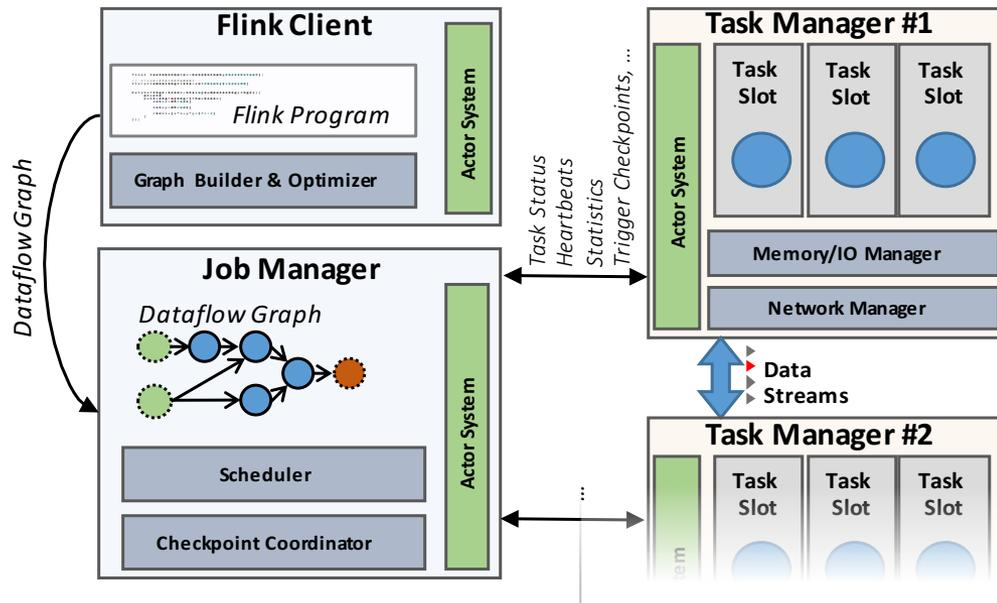 Flink Client
Flink Program
Graph Builder & Optimizer
Actor System
Dataflow Graph
Job Manager
Dataflow Graph
Scheduler
Checkpoint Coordinator
Actor System
Task Status
Heartbeats
Statistics
Trigger Checkpoints, ...
...
Task Manager #1
Actor System
Task
Slot
Task
Slot
Task
Slot
Memory/IO Manager
Network Manager
Data
Streams
Task Manager #2
Task
Slot
Task
Slot
Task
Slot